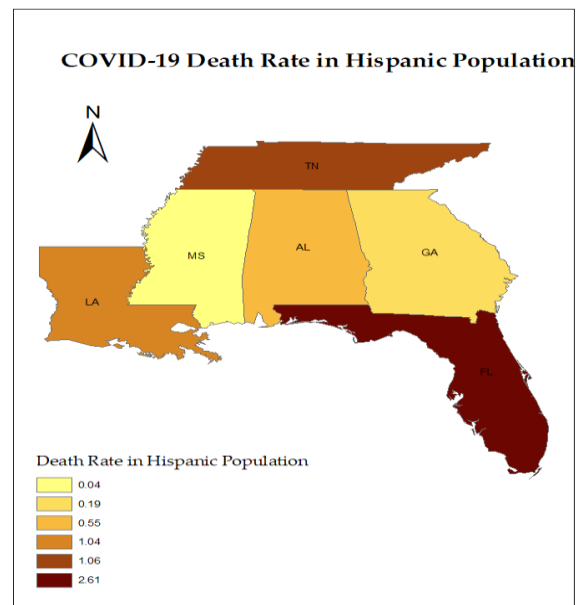 COVID-19 Death Rate in Hispanic Population
N
TN
MS
AL
GA
LA
FL
Death Rate in Hispanic Population
0.04
0.19
0.55
1.04
1.06
2.61